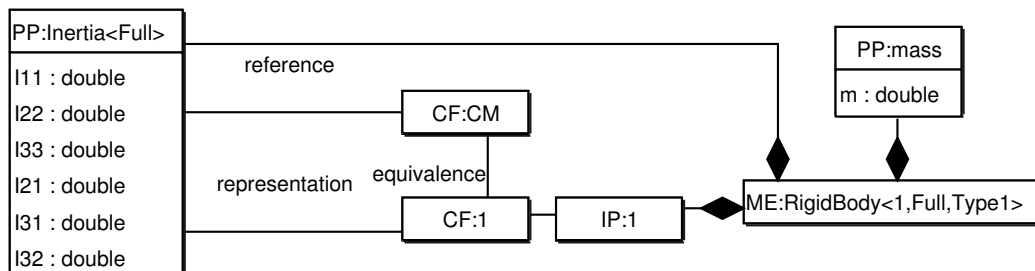 PP:Inertia<Full>
I11 : double
I22 : double
I33 : double
I21 : double
I31 : double
I32 : double
reference
representation
equivalence
CF:CM
CF:1
IP:1
PP:mass
m : double
ME:RigidBody<1,Full,Type1>